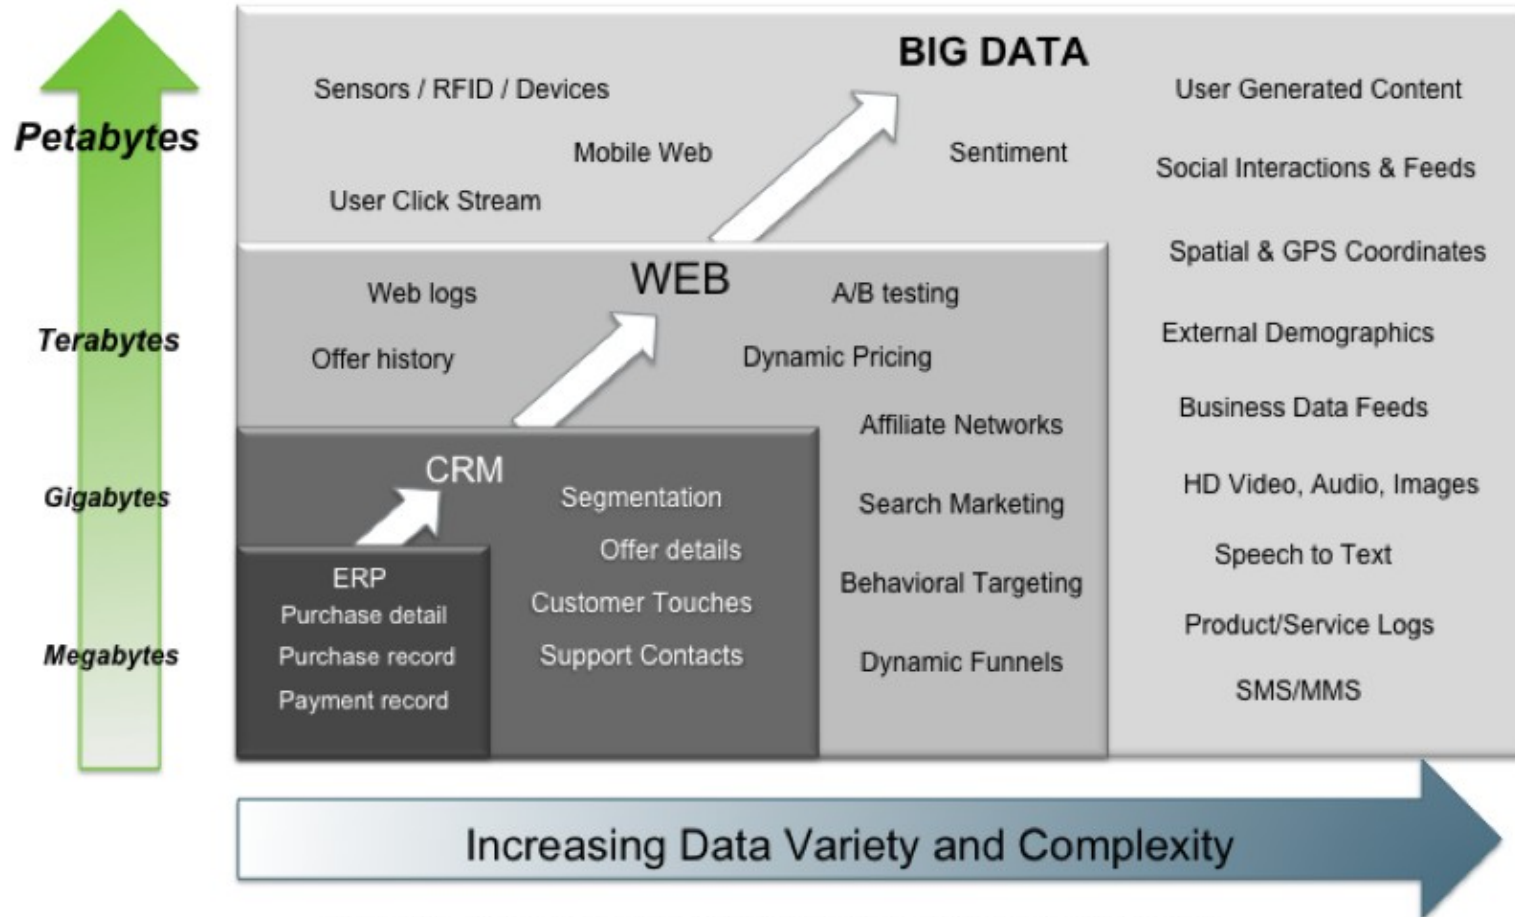 BIG DATA
Sensors / RFID / Devices
User Generated Content
Petabytes
Mobile Web
Sentiment
Social Interactions & Feeds
User Click Stream
Spatial & GPS Coordinates
WEB
Web logs
A/B testing
Terabytes
External Demographics
Offer history
Dynamic Pricing
Business Data Feeds
Affiliate Networks
CRM
HD Video, Audio, Images
Gigabytes
Segmentation
Search Marketing
Offer details
Speech to Text
ERP
Behavioral Targeting
Purchase detail
Customer Touches
Product/Service Logs
Megabytes
Purchase record
Support Contacts
Dynamic Funnels
SMS/MMS
Payment record
Increasing Data Variety and Complexity